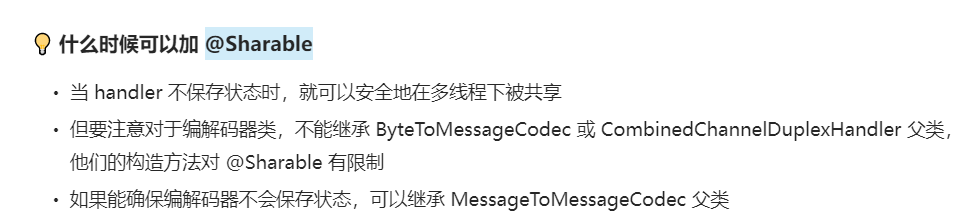 💡 什么时候可以加 @Sharable
• 当 handler 不保存状态时，就可以安全地在多线程下被共享
• 但要注意对于编解码器类，不能继承 ByteToMessageCodec 或 CombinedChannelDuplexHandler 父类，
他们的构造方法对 @Sharable 有限制
• 如果能确保编解码器不会保存状态，可以继承 MessageToMessageCodec 父类